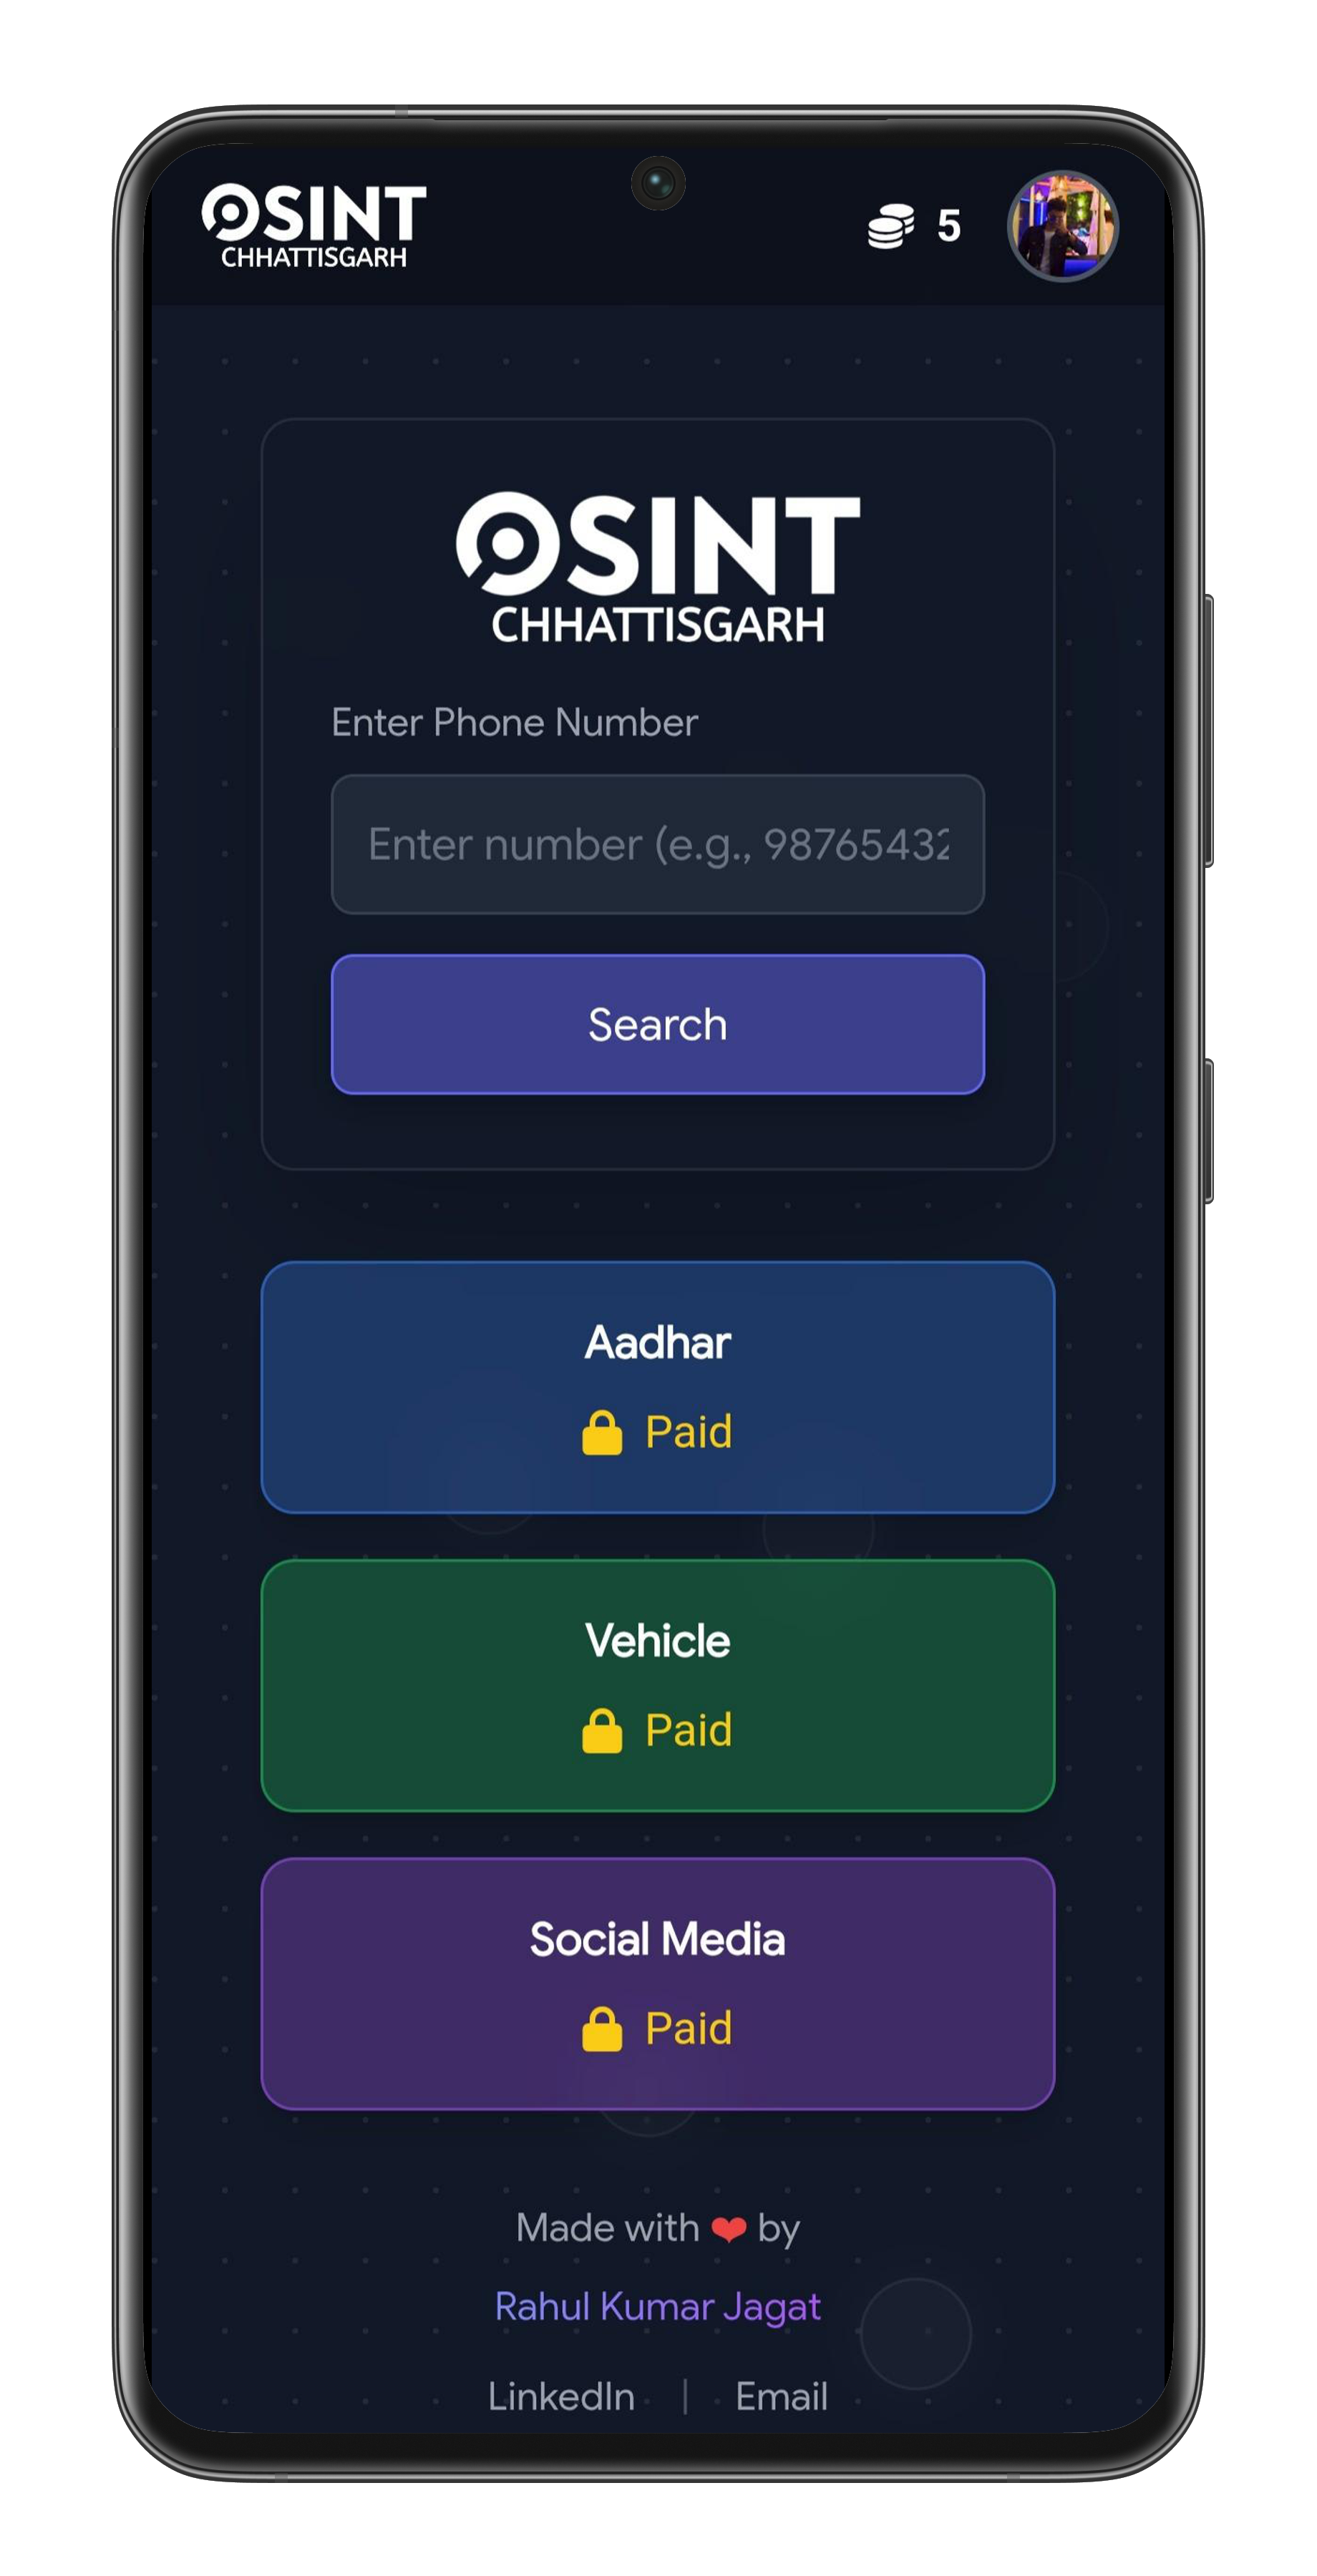 OSINT
CHHATTISGARH
5
OSINT
CHHATTISGARH
Enter Phone Number
Enter number (e.g., 98765432
Search
Aadhar
Paid
Vehicle
Paid
Social Media
Paid
Made with ❤ by
Rahul Kumar Jagat
LinkedIn | Email